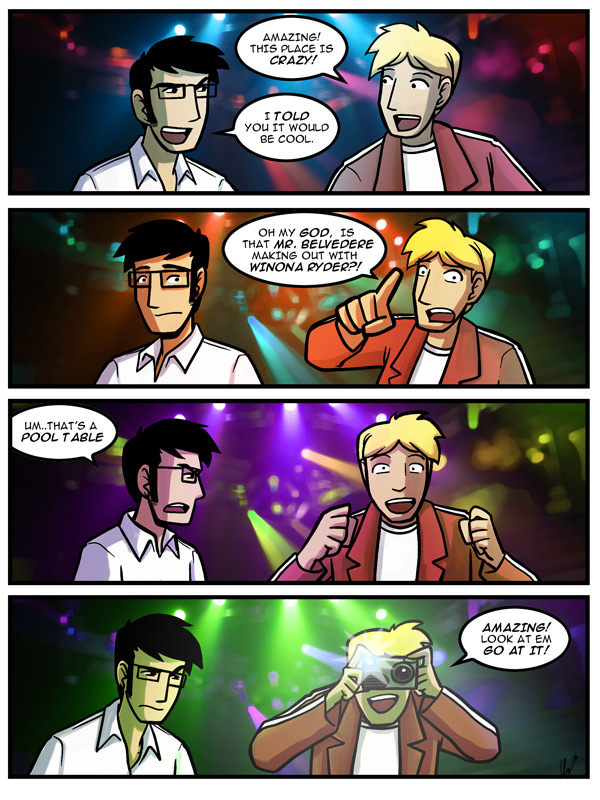 AMAZING!
THIS PLACE IS
CRAZY!
I TOLD
YOU IT WOULD
BE COOL.
OH MY GOD, IS
THAT MR. BELVEDERE
MAKING OUT WITH
WINONA RYDER?!
UM..THAT'S A
POOL TABLE
AMAZING!
LOOK AT EM
GO AT IT!